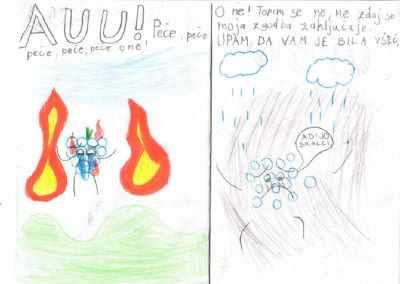 AUU! Peče, peče
peče, peče, peče o ne!
O ne! Topim se ne, ne zdaj se
moja zgodba zaključuje.
UPAM, DA VAM JE BILA VŠEČ.
ADIJO
BRALCI